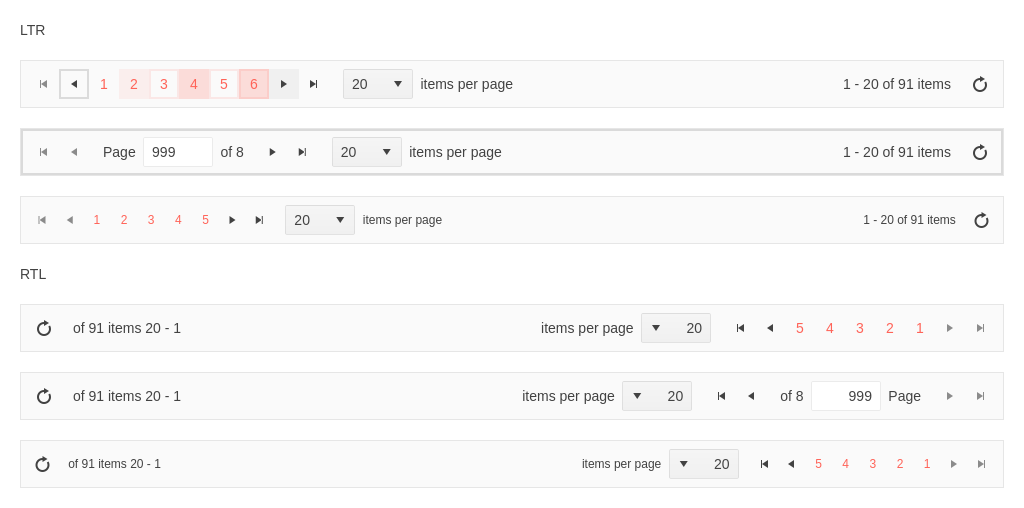 LTR
1 2 3 4 5 6 20 items per page 1 - 20 of 91 items
Page 999 of 8 20 items per page 1 - 20 of 91 items
1 2 3 4 5 20 items per page 1 - 20 of 91 items
RTL
of 91 items 20 - 1 items per page 20 5 4 3 2 1
of 91 items 20 - 1 items per page 20 of 8 999 Page
of 91 items 20 - 1 items per page 20 5 4 3 2 1